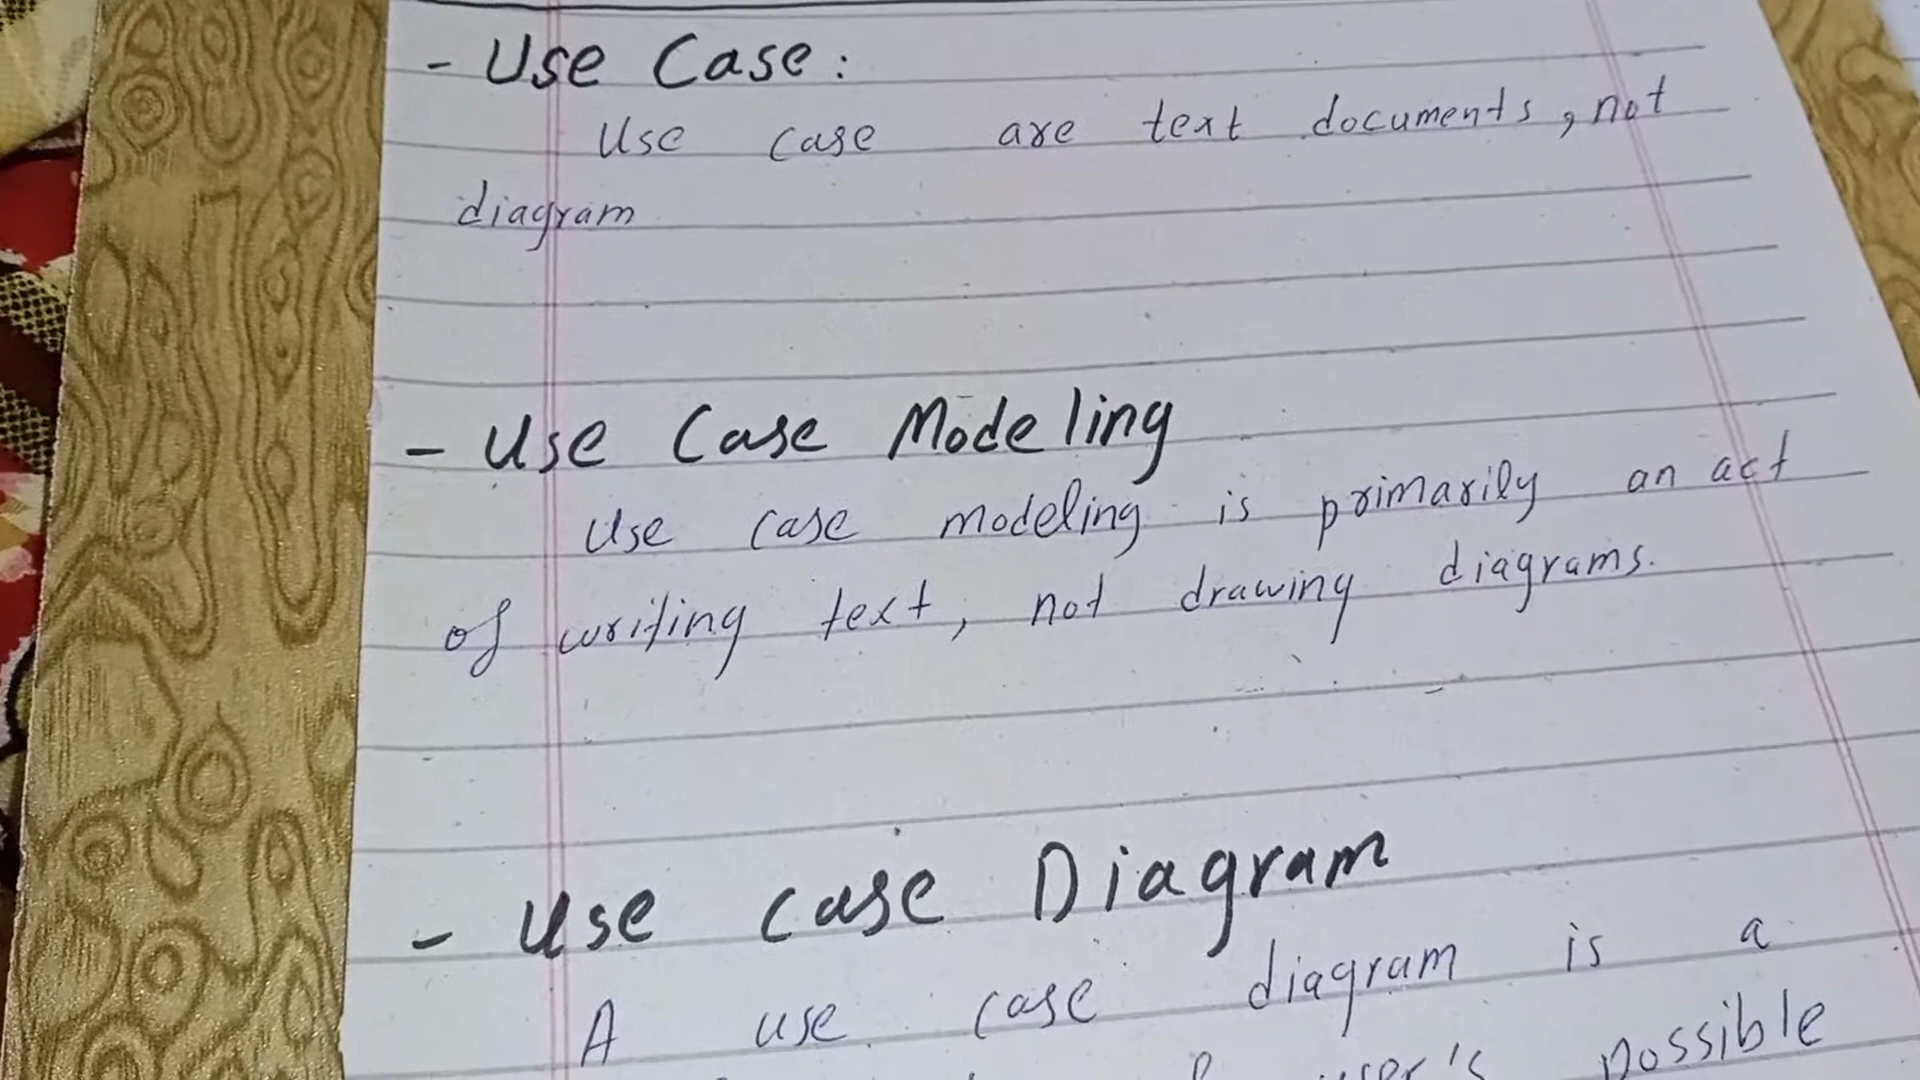 - Use Case:
Use case are text documents, not
diagram
- Use Case Modeling
Use case modeling is primarily an act
of writing text, not drawing diagrams.
- Use case Diagram
A use case diagram is a
user's possible